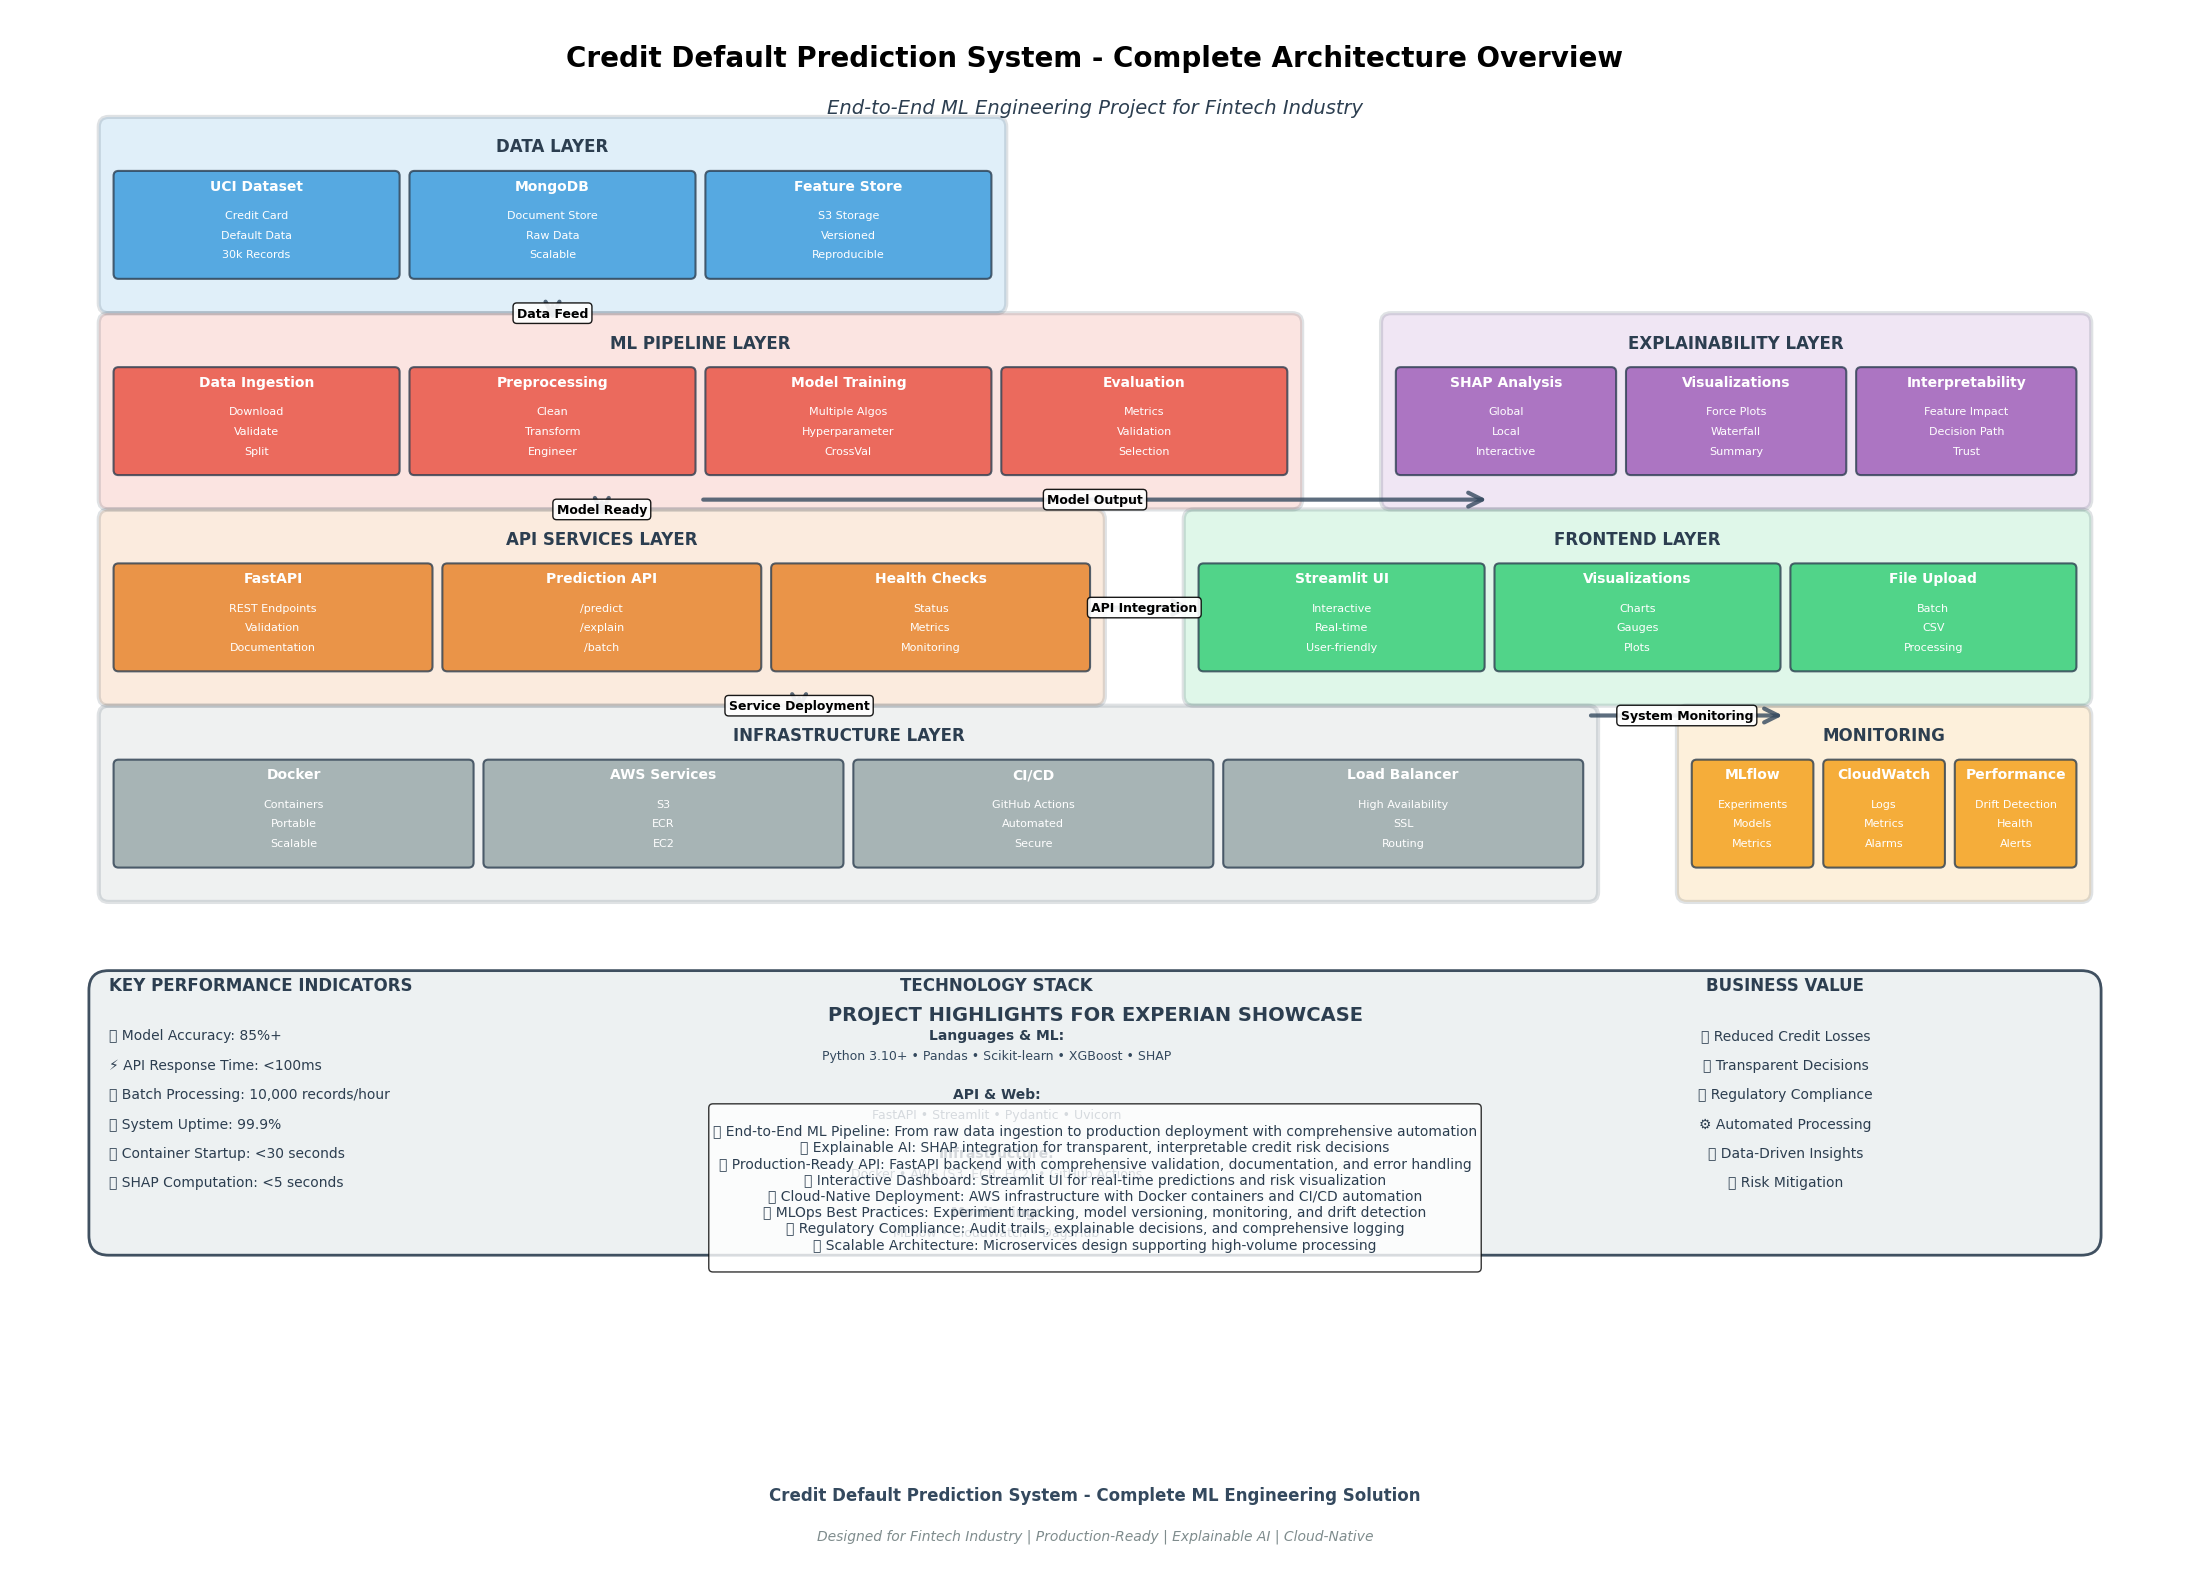 Credit Default Prediction System - Complete Architecture Overview
End-to-End ML Engineering Project for Fintech Industry
DATA LAYER
UCI Dataset
Credit Card
Default Data
30k Records
MongoDB
Document Store
Raw Data
Scalable
Feature Store
S3 Storage
Versioned
Reproducible
Data Feed
ML PIPELINE LAYER
Data Ingestion
Download
Validate
Split
Preprocessing
Clean
Transform
Engineer
Model Training
Multiple Algos
Hyperparameter
CrossVal
Evaluation
Metrics
Validation
Selection
EXPLAINABILITY LAYER
SHAP Analysis
Global
Local
Interactive
Visualizations
Force Plots
Waterfall
Summary
Interpretability
Feature Impact
Decision Path
Trust
Model Ready
Model Output
API SERVICES LAYER
FastAPI
REST Endpoints
Validation
Documentation
Prediction API
/predict
/explain
/batch
Health Checks
Status
Metrics
Monitoring
API Integration
FRONTEND LAYER
Streamlit UI
Interactive
Real-time
User-friendly
Visualizations
Charts
Gauges
Plots
File Upload
Batch
CSV
Processing
Service Deployment
System Monitoring
INFRASTRUCTURE LAYER
Docker
Containers
Portable
Scalable
AWS Services
S3
ECR
EC2
CI/CD
GitHub Actions
Automated
Secure
Load Balancer
High Availability
SSL
Routing
MONITORING
MLflow
Experiments
Models
Metrics
CloudWatch
Logs
Metrics
Alarms
Performance
Drift Detection
Health
Alerts
KEY PERFORMANCE INDICATORS
Model Accuracy: 85%+
⚡ API Response Time: <100ms
Batch Processing: 10,000 records/hour
System Uptime: 99.9%
Container Startup: <30 seconds
SHAP Computation: <5 seconds
TECHNOLOGY STACK
PROJECT HIGHLIGHTS FOR EXPERIAN SHOWCASE
Languages & ML:
Python 3.10+ • Pandas • Scikit-learn • XGBoost • SHAP
API & Web:
FastAPI • Streamlit • Pydantic • Uvicorn
End-to-End ML Pipeline: From raw data ingestion to production deployment with comprehensive automation
Explainable AI: SHAP integration for transparent, interpretable credit risk decisions
Infrastructure:
Production-Ready API: FastAPI backend with comprehensive validation, documentation, and error handling
Interactive Dashboard: Streamlit UI for real-time predictions and risk visualization
Cloud-Native Deployment: AWS infrastructure with Docker containers and CI/CD automation
MLOps Best Practices: Experiment tracking, model versioning, monitoring, and drift detection
Regulatory Compliance: Audit trails, explainable decisions, and comprehensive logging
Scalable Architecture: Microservices design supporting high-volume processing
BUSINESS VALUE
Reduced Credit Losses
Transparent Decisions
Regulatory Compliance
⚙ Automated Processing
Data-Driven Insights
Risk Mitigation
Credit Default Prediction System - Complete ML Engineering Solution
Designed for Fintech Industry | Production-Ready | Explainable AI | Cloud-Native